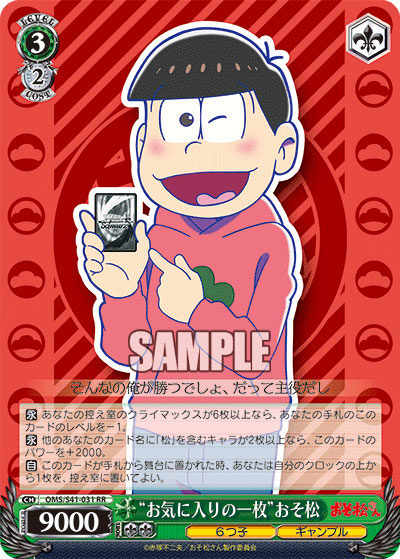 LEVEL
3
2
COST
SAMPLE
そんなの俺が勝つでしょ、だって主役だし
永 あなたの控え室のクライマックスが6枚以上なら、あなたの手札のこの
カードのレベルを－1。
永 他のあなたのカード名に「松」を含むキャラが2枚以上なら、このカードの
パワーを＋2000。
自 このカードが手札から舞台に置かれた時、あなたは自分のクロックの上か
ら1枚を、控室に置いてよい。
CH OMS/S41-031 RR
9000
“お気に入りの一枚”おそ松
おそ松さん
6つ子
ギャンブル
©赤塚不二夫／おそ松さん製作委員会